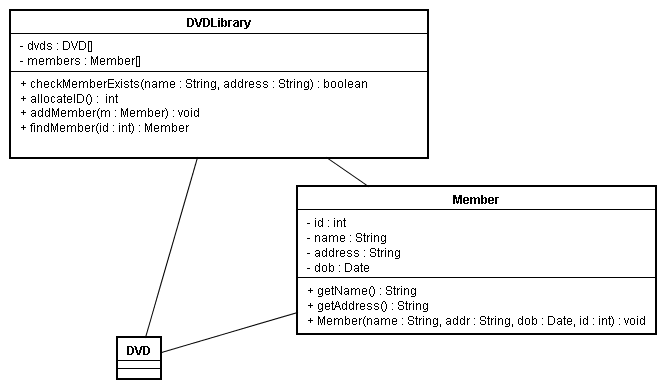 DVDLibrary
- dvds : DVD[]
- members : Member[]
+ checkMemberExists(name : String, address : String) : boolean
+ allocateID() : int
+ addMember(m : Member) : void
+ findMember(id : int) : Member
Member
- id : int
- name : String
- address : String
- dob : Date
+ getName() : String
+ getAddress() : String
+ Member(name : String, addr : String, dob : Date, id : int) : void
DVD